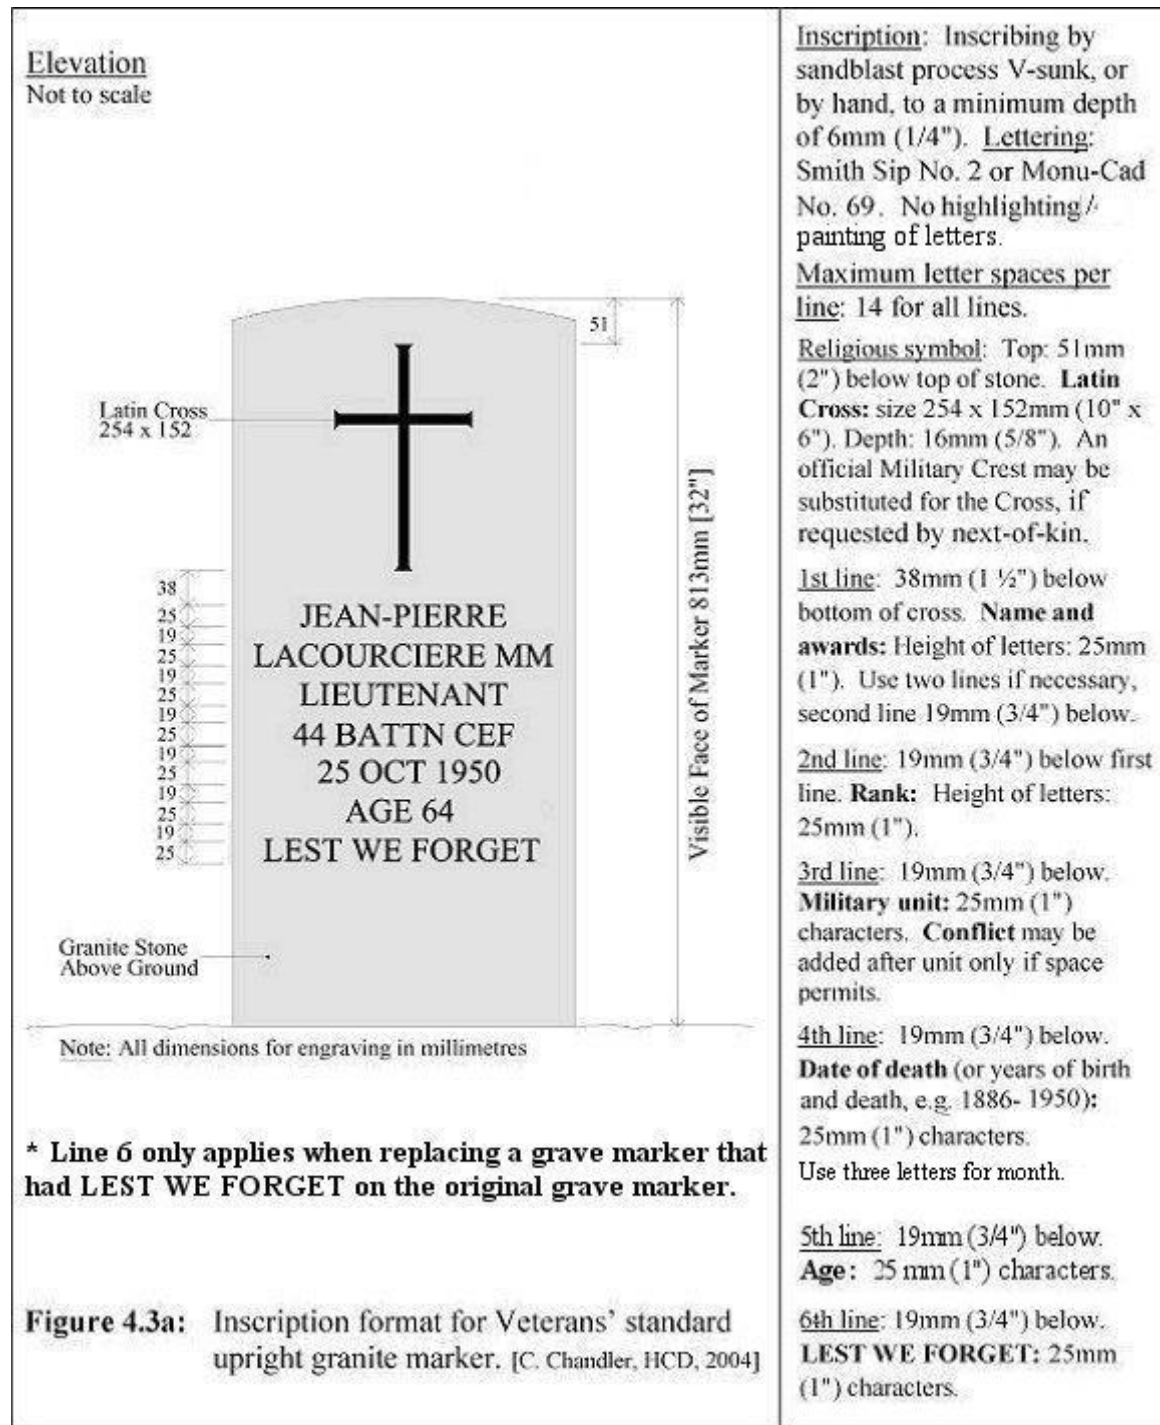 Elevation
Not to scale
51
Latin Cross
254 x 152
38
25
19
25
19
25
19
25
19
25
19
25
19
25
JEAN-PIERRE
LACOURCIERE MM
LIEUTENANT
44 BATTN CEF
25 OCT 1950
AGE 64
LEST WE FORGET
Visible Face of Marker 813mm [32"]
Granite Stone
Above Ground
Note: All dimensions for engraving in millimetres
* Line 6 only applies when replacing a grave marker that
had LEST WE FORGET on the original grave marker.
Figure 4.3a: Inscription format for Veterans' standard
upright granite marker. [C. Chandler, HCD, 2004]
Inscription: Inscribing by
sandblast process V-sunk, or
by hand, to a minimum depth
of 6mm (1/4"). Lettering:
Smith Sip No. 2 or Monu-Cad
No. 69. No highlighting/
painting of letters.
Maximum letter spaces per
line: 14 for all lines.
Religious symbol: Top: 51mm
(2") below top of stone. Latin
Cross: size 254 x 152mm (10" x
6"). Depth: 16mm (5/8"). An
official Military Crest may be
substituted for the Cross, if
requested by next-of-kin.
1st line: 38mm (1 ½") below
bottom of cross. Name and
awards: Height of letters: 25mm
(1"). Use two lines if necessary,
second line 19mm (3/4") below.
2nd line: 19mm (3/4") below first
line. Rank: Height of letters:
25mm (1").
3rd line: 19mm (3/4") below.
Military unit: 25mm (1")
characters. Conflict may be
added after unit only if space
permits.
4th line: 19mm (3/4") below.
Date of death (or years of birth
and death, e.g. 1886- 1950):
25mm (1") characters.
Use three letters for month.
5th line: 19mm (3/4") below.
Age: 25 mm (1") characters.
6th line: 19mm (3/4") below.
LEST WE FORGET: 25mm
(1") characters.